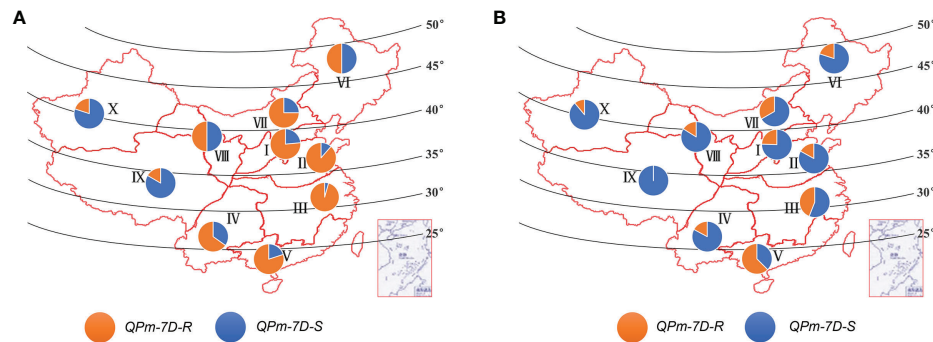 A
50°
45°
40°
35°
30°
25°
VI
X
VII
I
VIII
II
IX
III
IV
V
QPm-7D-R
QPm-7D-S
B
50°
45°
40°
35°
30°
25°
VI
X
VII
I
VIII
II
IX
III
IV
V
QPm-7D-R
QPm-7D-S